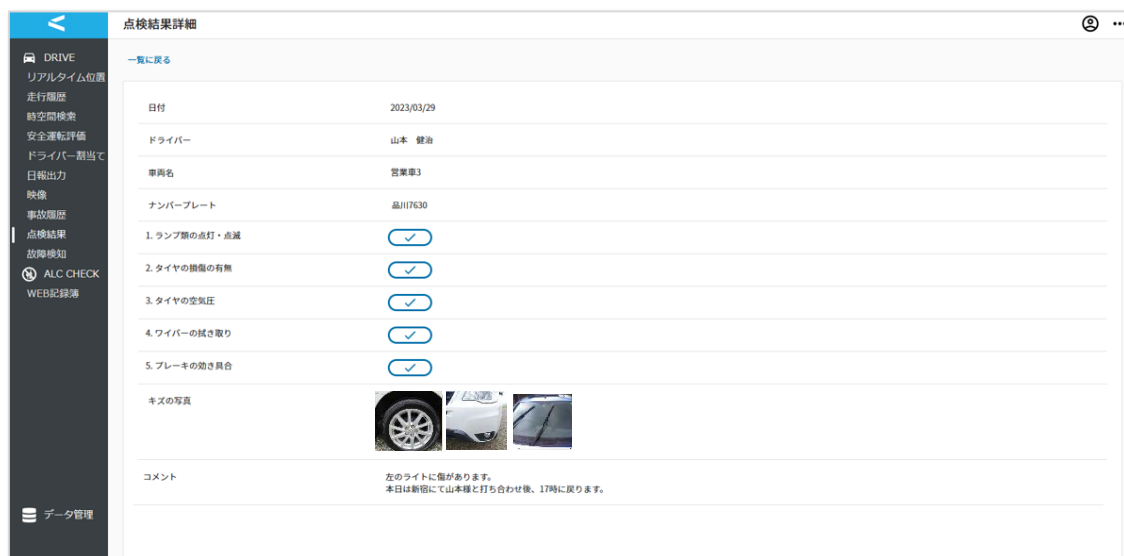 点検結果詳細
DRIVE
リアルタイム位置
走行履歴
時空間検索
安全運転評価
ドライバー割当て
日報出力
映像
事故履歴
点検結果
故障検知
ALC CHECK
WEB記録簿
データ管理
一覧に戻る
日付 2023/03/29
ドライバー 山本 健治
車両名 営業車3
ナンバープレート 品川7630
1. ランプ類の点灯・点滅
2. タイヤの損傷の有無
3. タイヤの空気圧
4. ワイパーの拭き取り
5. ブレーキの効き具合
キズの写真
コメント 左のライトに傷があります。
本日は新宿にて山本様と打ち合わせ後、17時に戻ります。